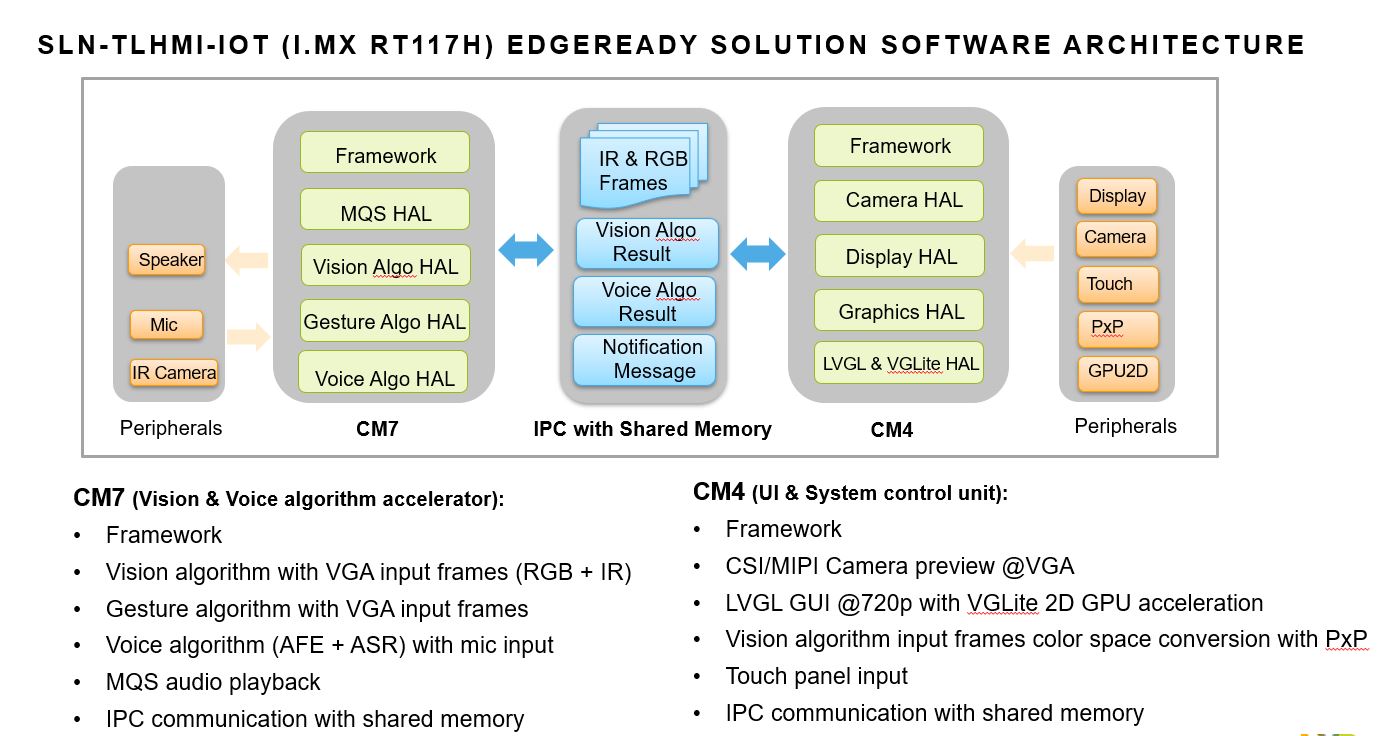 SLN-TLHMI-IOT (I.MX RT117H) EDGEREADY SOLUTION SOFTWARE ARCHITECTURE
Speaker
Mic
IR Camera
Peripherals
Framework
MQS HAL
Vision Algo HAL
Gesture Algo HAL
Voice Algo HAL
CM7
IR & RGB
Frames
Vision Algo
Result
Voice Algo
Result
Notification
Message
IPC with Shared Memory
Framework
Camera HAL
Display HAL
Graphics HAL
LVGL & VGLite HAL
CM4
Display
Camera
Touch
PxP
GPU2D
Peripherals
CM7 (Vision & Voice algorithm accelerator):
• Framework
• Vision algorithm with VGA input frames (RGB + IR)
• Gesture algorithm with VGA input frames
• Voice algorithm (AFE + ASR) with mic input
• MQS audio playback
• IPC communication with shared memory
CM4 (UI & System control unit):
• Framework
• CSI/MIPI Camera preview @VGA
• LVGL GUI @720p with VGLite 2D GPU acceleration
• Vision algorithm input frames color space conversion with PxP
• Touch panel input
• IPC communication with shared memory